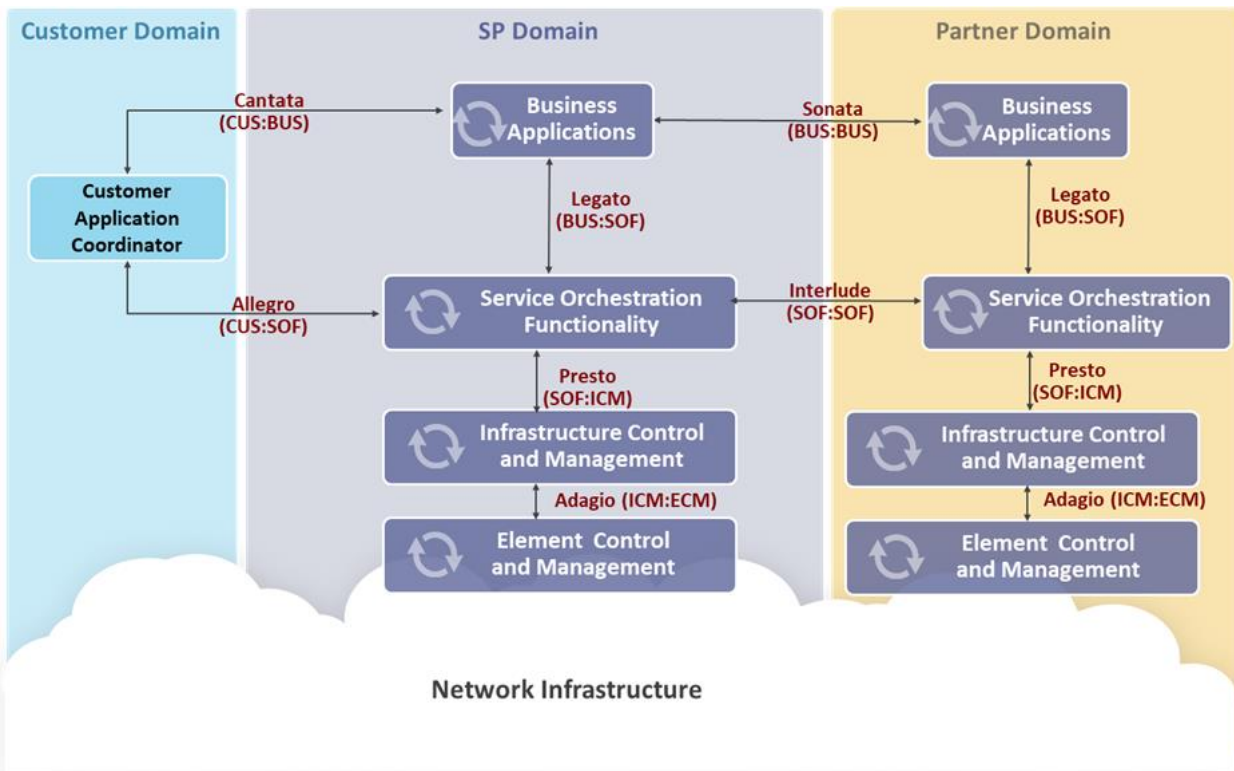 Customer Domain
SP Domain
Partner Domain
Cantata
(CUS:BUS)
Business
Applications
Sonata
(BUS:BUS)
Business
Applications
Customer
Application
Coordinator
Legato
(BUS:SOF)
Legato
(BUS:SOF)
Allegro
(CUS:SOF)
Service Orchestration
Functionality
Interlude
(SOF:SOF)
Service Orchestration
Functionality
Presto
(SOF:ICM)
Presto
(SOF:ICM)
Infrastructure Control
and Management
Infrastructure Control
and Management
Adagio (ICM:ECM)
Adagio (ICM:ECM)
Element Control
and Management
Element Control
and Management
Network Infrastructure